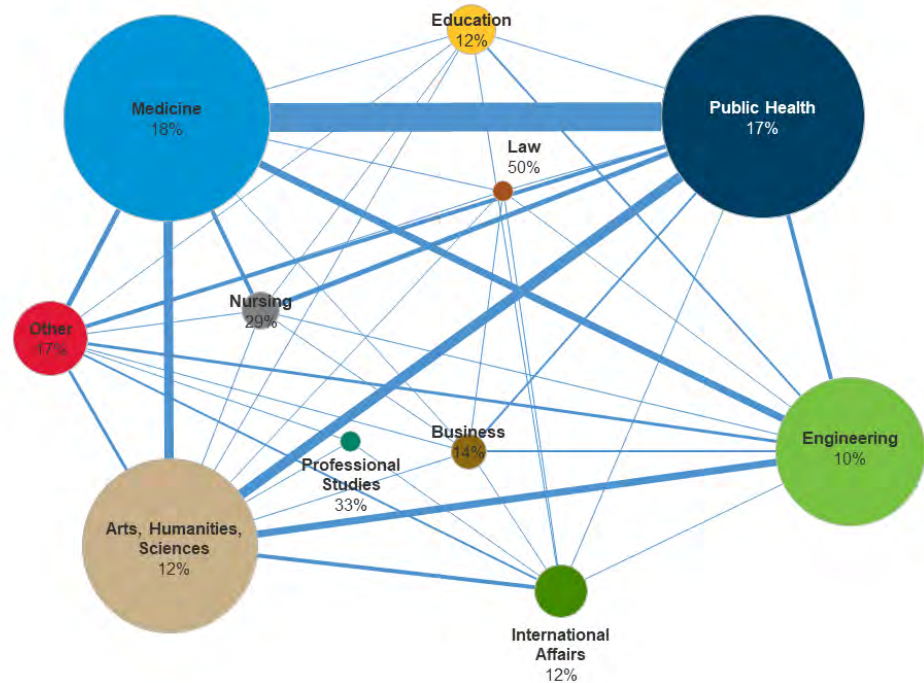 Education
12%
Medicine
18%
Public Health
17%
Law
50%
Nursing
29%
Other
17%
Business
14%
Professional
Studies
33%
Engineering
10%
Arts, Humanities,
Sciences
12%
International
Affairs
12%